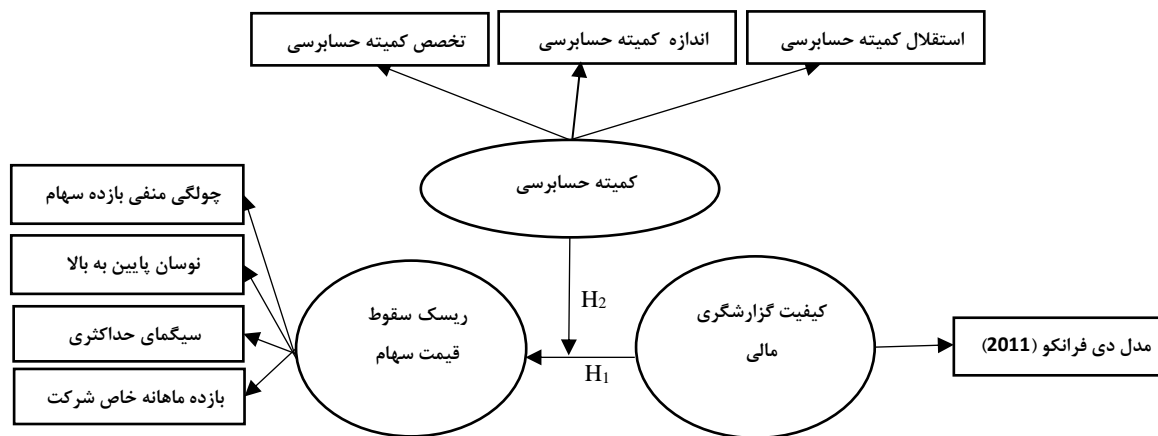 استقلال کمیته حسابرسی
اندازه کمیته حسابرسی
تخصص کمیته حسابرسی
کمیته حسابرسی
چولگی منفی بازده سهام
نوسان پایین به بالا
سیگمای حداکثری
بازده ماهانه خاص شرکت
ریسک سقوط
قیمت سهام
H₂
H₁
کیفیت گزارشگری
مالی
مدل دی فرانکو (2011)